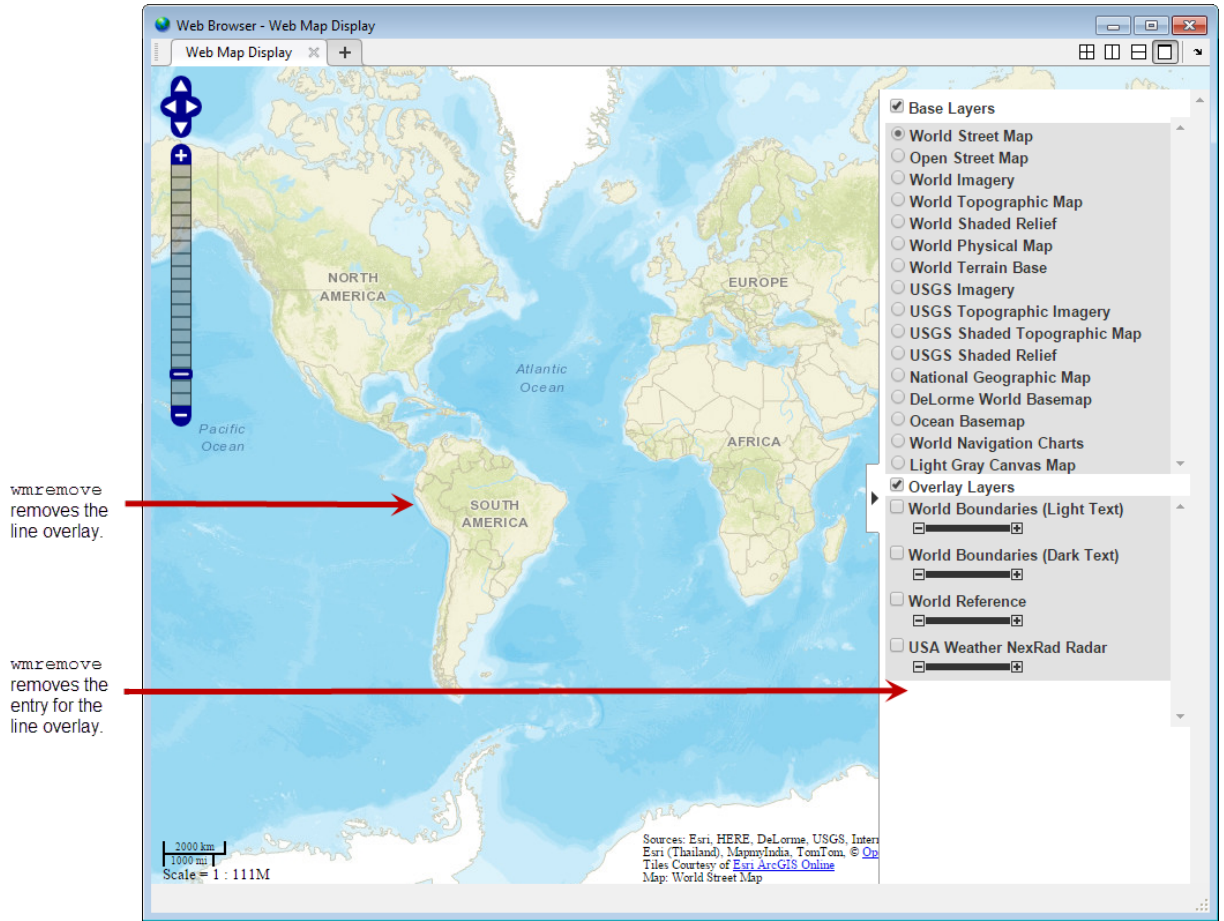 Web Browser - Web Map Display
Web Map Display
NORTH
AMERICA
EUROPE
Atlantic
Ocean
Pacific
Ocean
AFRICA
SOUTH
AMERICA
2000 km
1000 mi
Scale = 1 : 111M
Sources: Esri, HERE, DeLorme, USGS, Intern
Esri (Thailand), MapmyIndia, TomTom, © Op
Tiles Courtesy of Esri ArcGIS Online
Map: World Street Map
Base Layers
World Street Map
Open Street Map
World Imagery
World Topographic Map
World Shaded Relief
World Physical Map
World Terrain Base
USGS Imagery
USGS Topographic Imagery
USGS Shaded Topographic Map
USGS Shaded Relief
National Geographic Map
DeLorme World Basemap
Ocean Basemap
World Navigation Charts
Light Gray Canvas Map
Overlay Layers
World Boundaries (Light Text)
World Boundaries (Dark Text)
World Reference
USA Weather NexRad Radar
wmremove
removes the
line overlay.
wmremove
removes the
entry for the
line overlay.